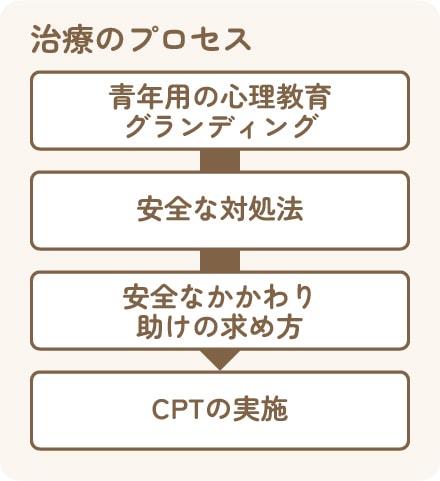 治療のプロセス
青年用の心理教育
グランディング
安全な対処法
安全なかかわり
助けの求め方
CPTの実施